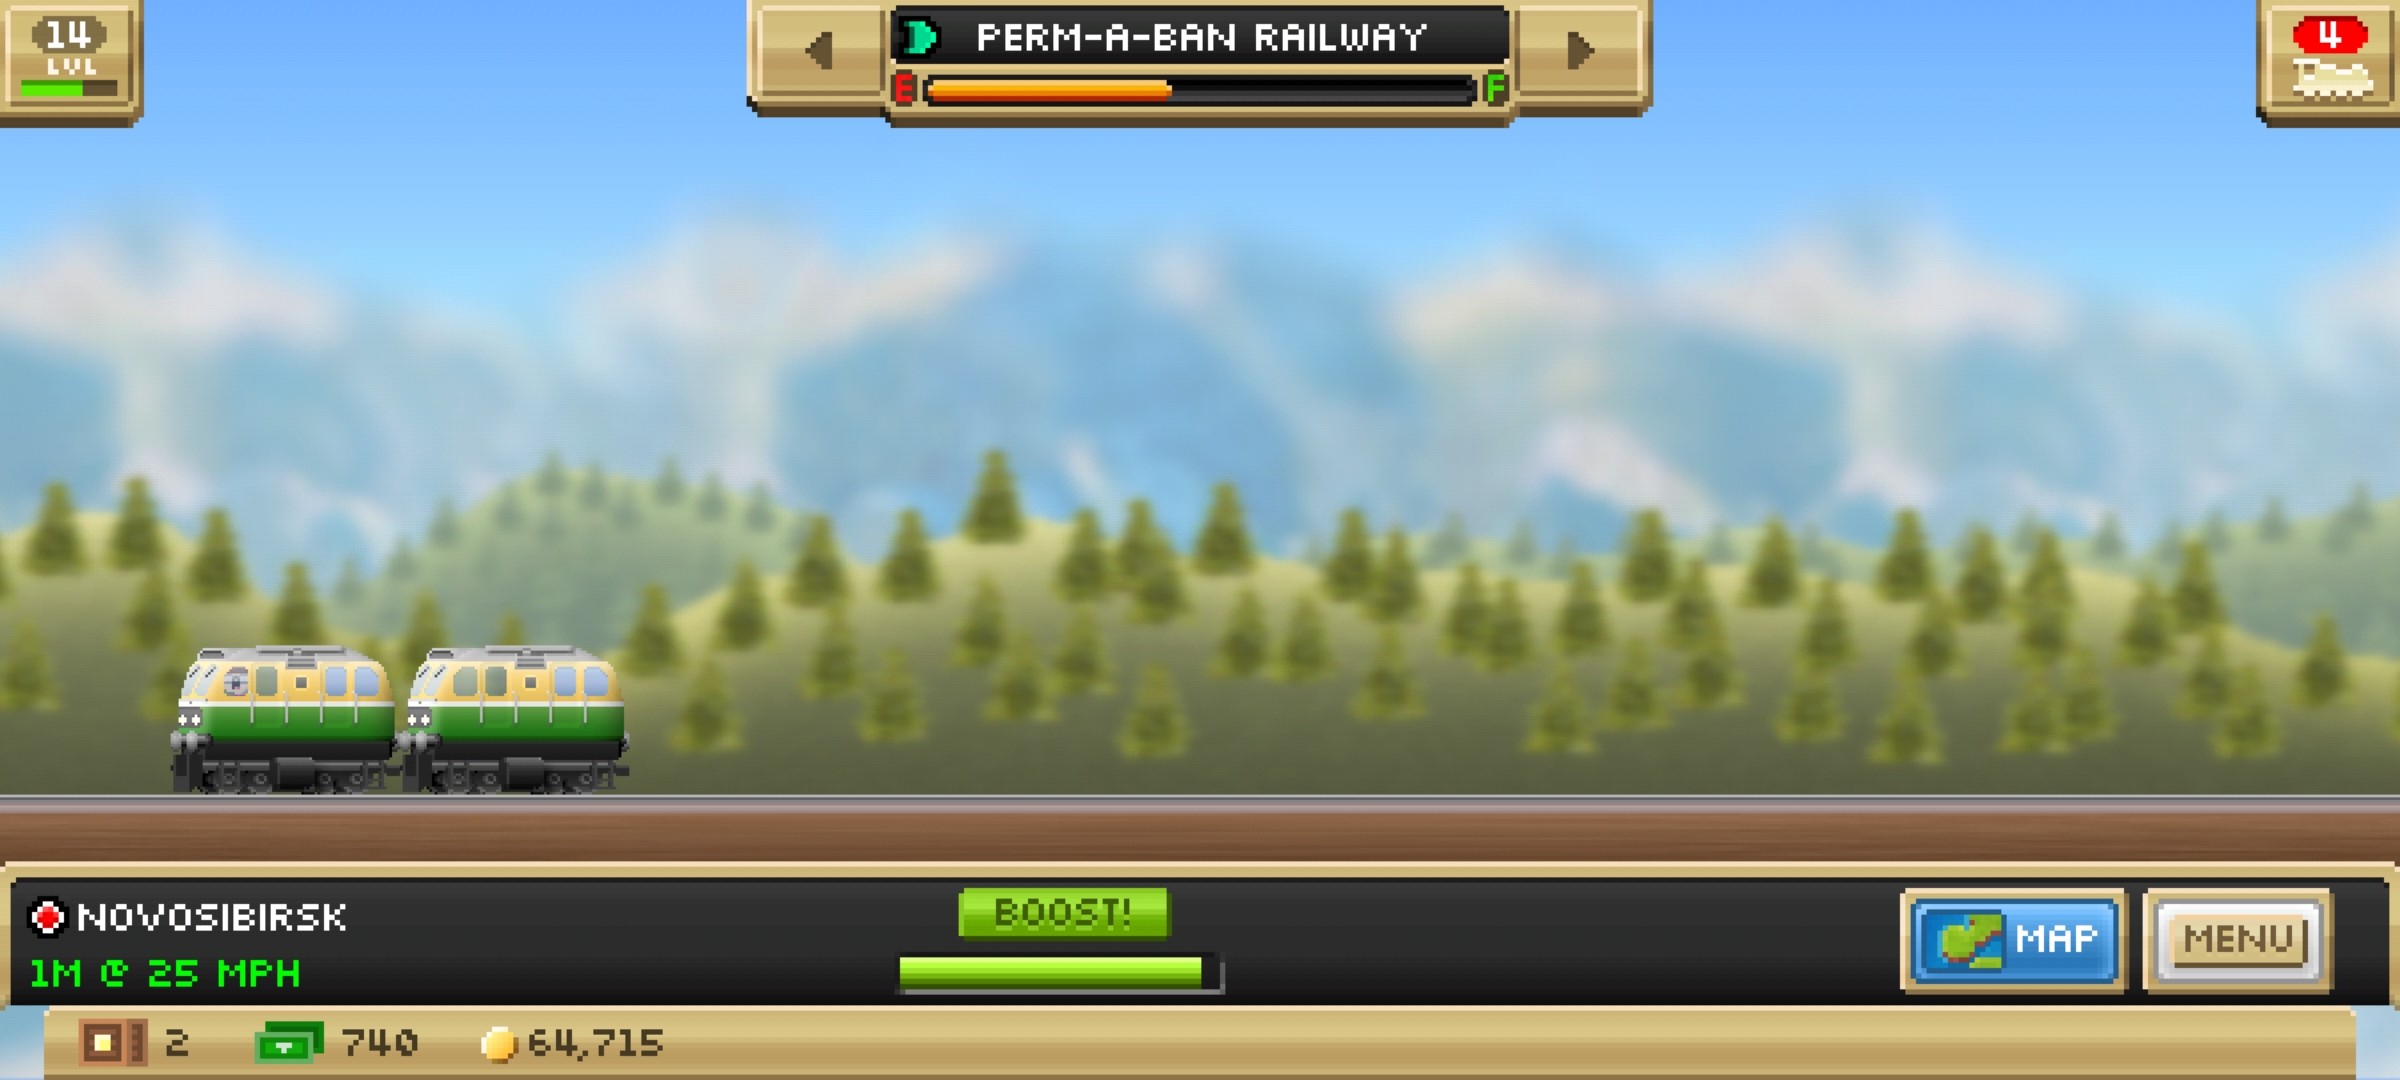 14
LVL
PERM-A-BAN RAILWAY
E F
4
NOVOSIBIRSK
1M @ 25 MPH
BOOST!
MAP
MENU
2 740 64,715